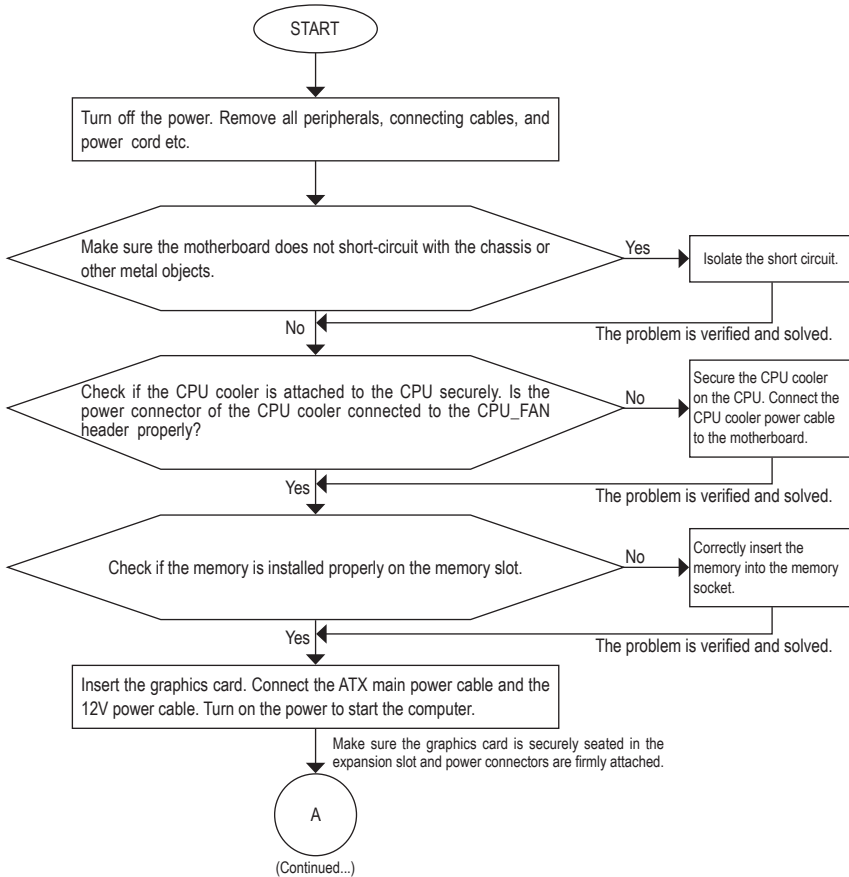 START
Turn off the power. Remove all peripherals, connecting cables, and
power cord etc.
Make sure the motherboard does not short-circuit with the chassis or
other metal objects.
Yes
Isolate the short circuit.
No
The problem is verified and solved.
Check if the CPU cooler is attached to the CPU securely. Is the
power connector of the CPU cooler connected to the CPU_FAN
header properly?
No
Secure the CPU cooler
on the CPU. Connect the
CPU cooler power cable
to the motherboard.
Yes
The problem is verified and solved.
Check if the memory is installed properly on the memory slot.
No
Correctly insert the
memory into the memory
socket.
Yes
The problem is verified and solved.
Insert the graphics card. Connect the ATX main power cable and the
12V power cable. Turn on the power to start the computer.
Make sure the graphics card is securely seated in the
expansion slot and power connectors are firmly attached.
A
(Continued...)